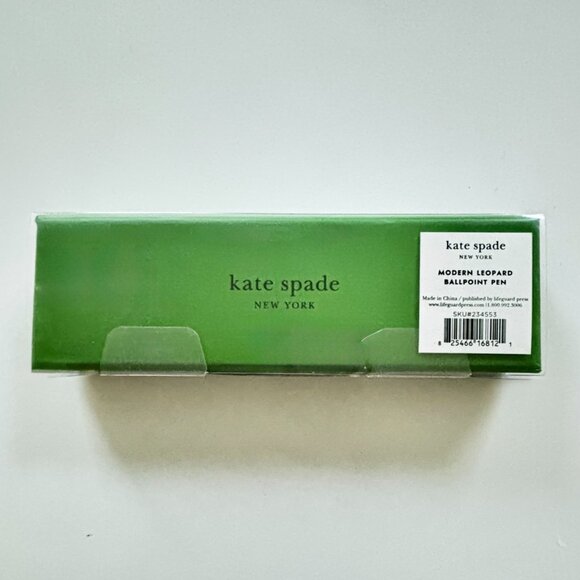 kate spade
NEW YORK
kate spade
NEW YORK
MODERN LEOPARD
BALLPOINT PEN
Made in China / published by lifeguard press
www.lifeguardpress.com /1.800.992.3006
SKU#234553
8 25466 16812 1